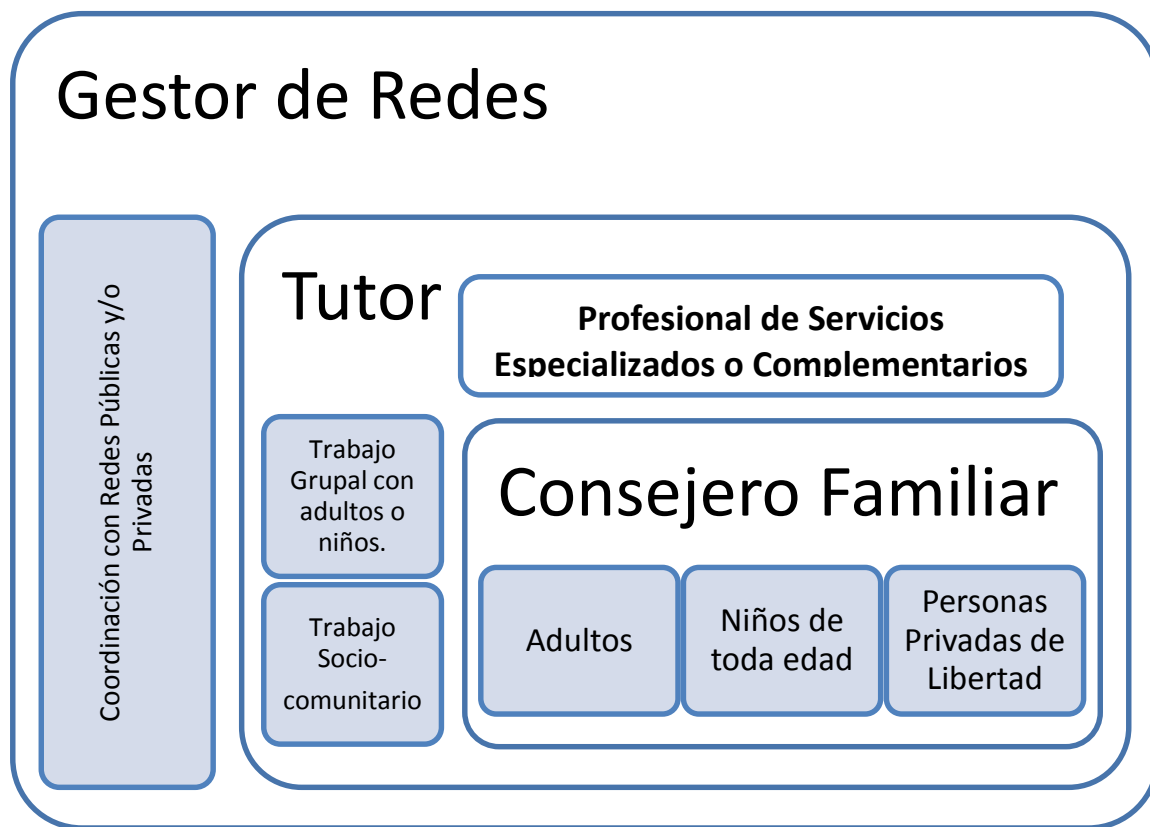 Gestor de Redes
Coordinación con Redes Públicas y/o
Privadas
Tutor
Profesional de Servicios
Especializados o Complementarios
Trabajo
Grupal con
adultos o
niños.
Trabajo
Socio-
comunitario
Consejero Familiar
Adultos
Niños de
toda edad
Personas
Privadas de
Libertad